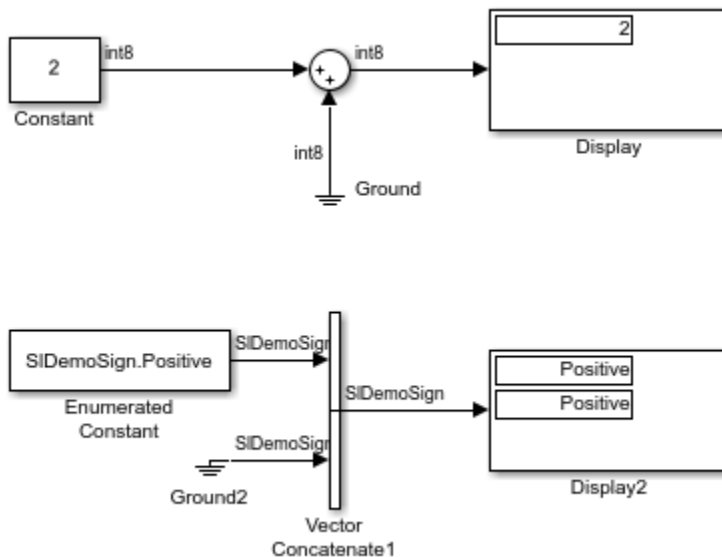 2
Constant
int8
+
+
int8
int8
Ground
2
Display
SlDemoSign.Positive
Enumerated
Constant
SlDemoSign
SlDemoSign
Ground2
SlDemoSign
Vector
Concatenate1
Positive
Positive
Display2